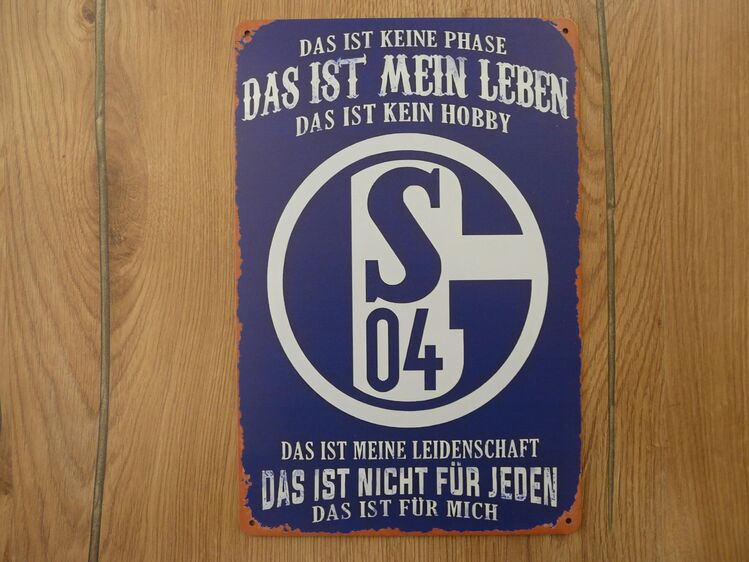 DAS IST KEINE PHASE
DAS IST MEIN LEBEN
DAS IST KEIN HOBBY
S
04
DAS IST MEINE LEIDENSCHAFT
DAS IST NICHT FÜR JEDEN
DAS IST FÜR MICH